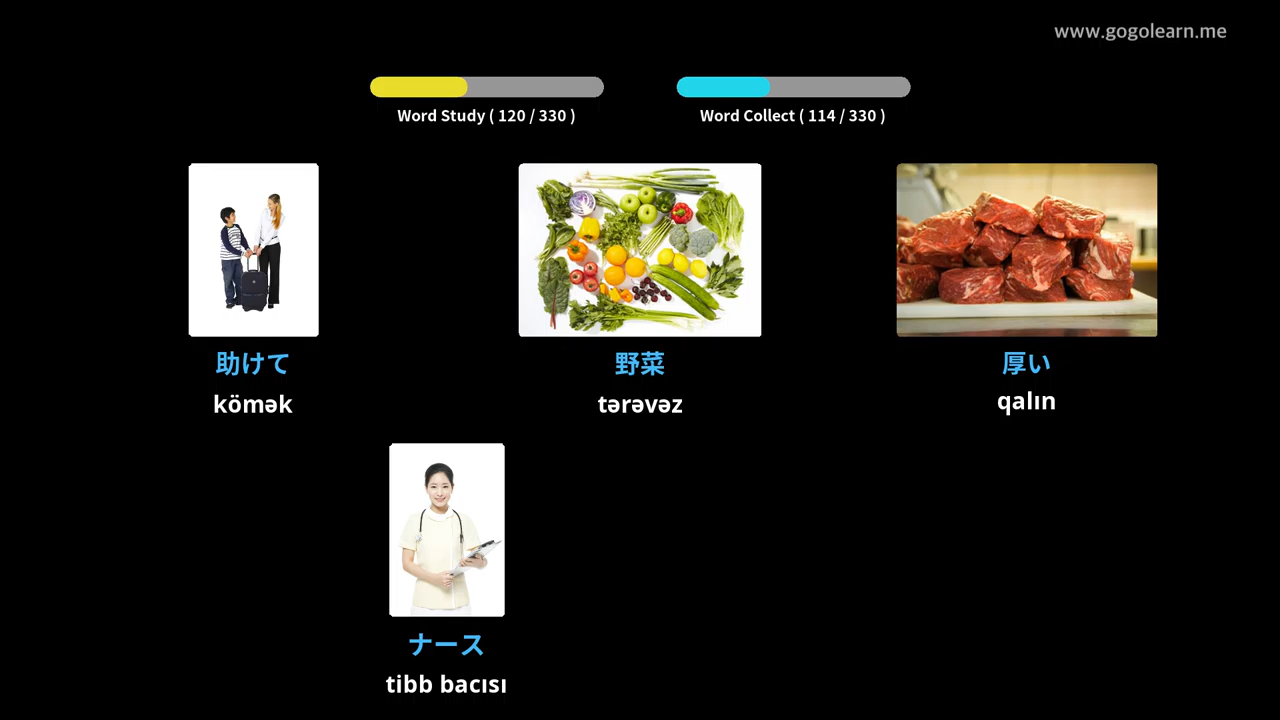 www.gogolearn.me
Word Study ( 120 / 330 )
Word Collect ( 114 / 330 )
助けて
kömək
野菜
tərəvəz
厚い
qalın
ナース
tibb bacısı